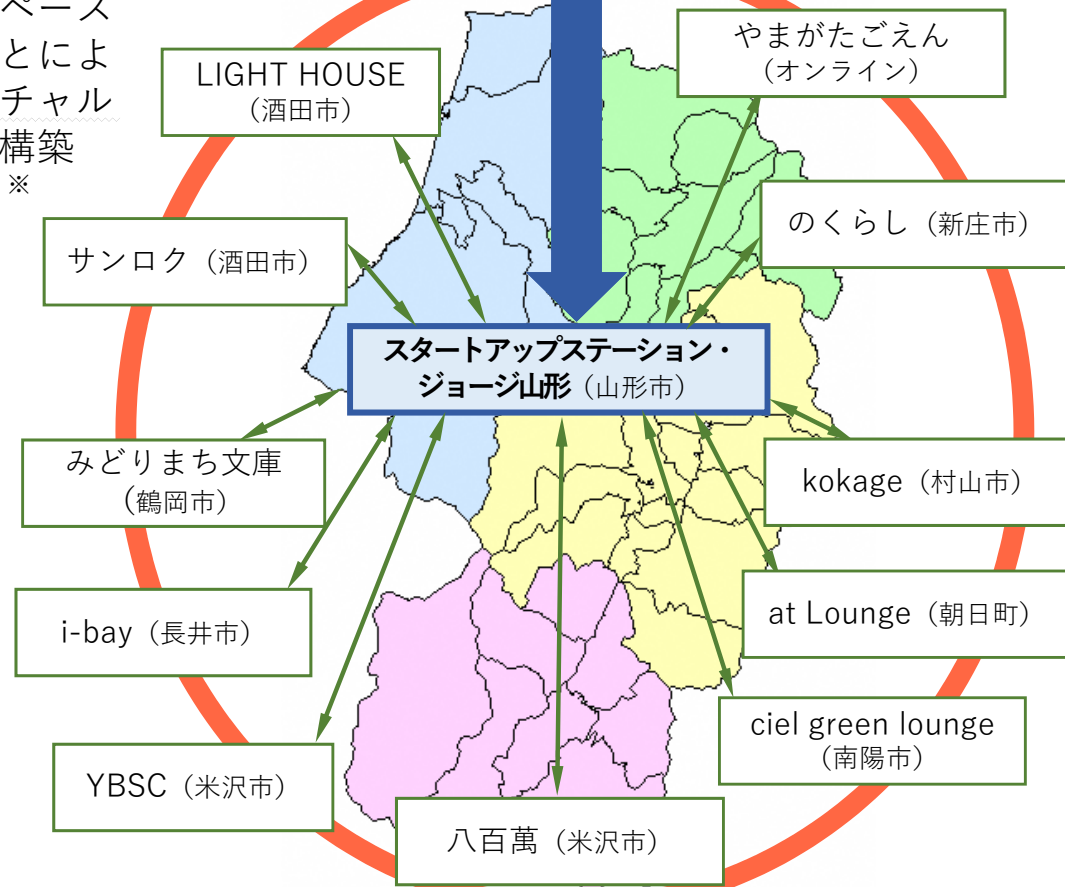 ペース
とによ
チャル
構築
※
LIGHT HOUSE
（酒田市）
やまがたごえん
（オンライン）
サンロク（酒田市）
のくらし（新庄市）
スタートアップステーション・
ジョージ山形（山形市）
みどりまち文庫
（鶴岡市）
kokage（村山市）
i-bay（長井市）
at Lounge（朝日町）
ciel green lounge
（南陽市）
YBSC（米沢市）
八百萬（米沢市）